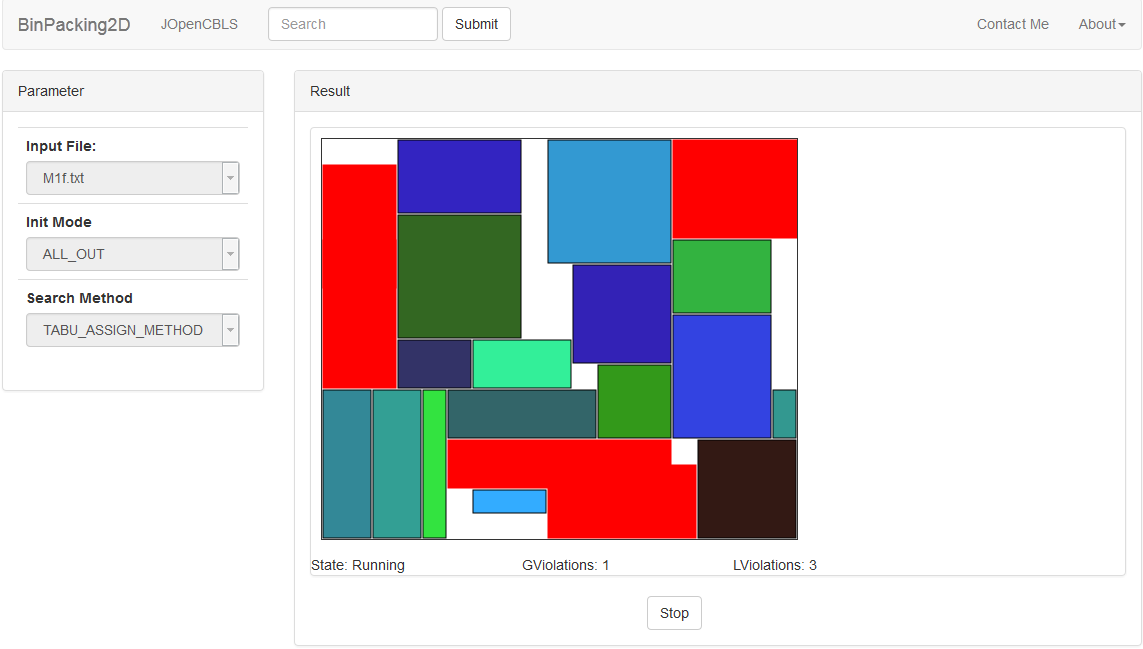 BinPacking2D JOpenCBLS Search Submit Contact Me About
Parameter
Input File:
M1f.txt
Init Mode
ALL_OUT
Search Method
TABU_ASSIGN_METHOD
Result
State: Running GViolations: 1 LViolations: 3
Stop